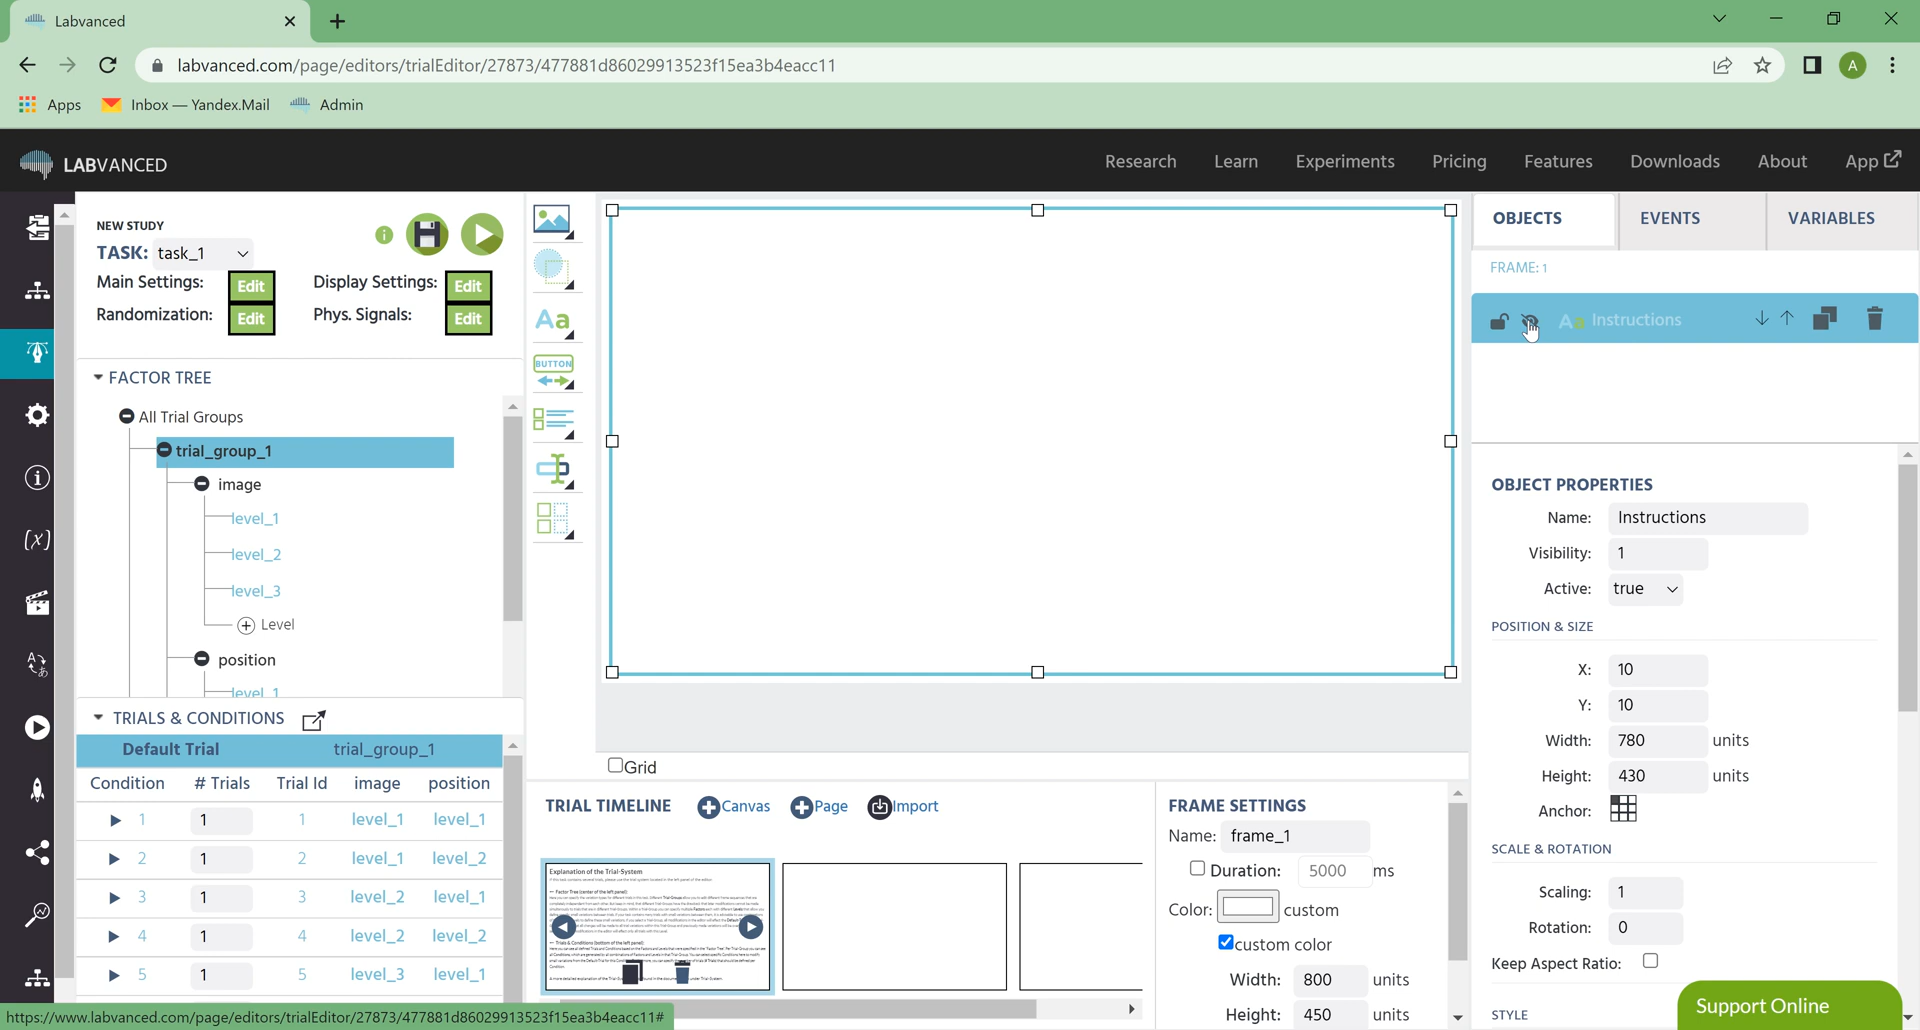 Labvanced
labvanced.com/page/editors/trialEditor/27873/477881d86029913523f15ea3b4eacc11
A
Apps
Inbox — Yandex.Mail
Admin
LABVANCED
Research
Learn
Experiments
Pricing
Features
Downloads
About
App
NEW STUDY
TASK: task_1
Main Settings: Edit
Display Settings: Edit
Randomization: Edit
Phys. Signals: Edit
FACTOR TREE
All Trial Groups
trial_group_1
image
level_1
level_2
level_3
Level
position
level_1
TRIALS & CONDITIONS
Default Trial trial_group_1
Condition # Trials Trial Id image position
1 1 1 level_1 level_1
2 1 2 level_1 level_2
3 1 3 level_2 level_1
4 1 4 level_2 level_2
5 1 5 level_3 level_1
https://www.labvanced.com/page/editors/trialEditor/27873/477881d86029913523f15ea3b4eacc11#
Aa
BUTTON
Grid
TRIAL TIMELINE
Canvas
Page
Import
Explanation of the Trial-System
FRAME SETTINGS
Name: frame_1
Duration: 5000 ms
Color: custom
custom color
Width: 800 units
Height: 450 units
OBJECTS
EVENTS
VARIABLES
FRAME: 1
Aa Instructions
OBJECT PROPERTIES
Name: Instructions
Visibility: 1
Active: true
POSITION & SIZE
X: 10
Y: 10
Width: 780 units
Height: 430 units
Anchor:
SCALE & ROTATION
Scaling: 1
Rotation: 0
Keep Aspect Ratio:
STYLE
Support Online